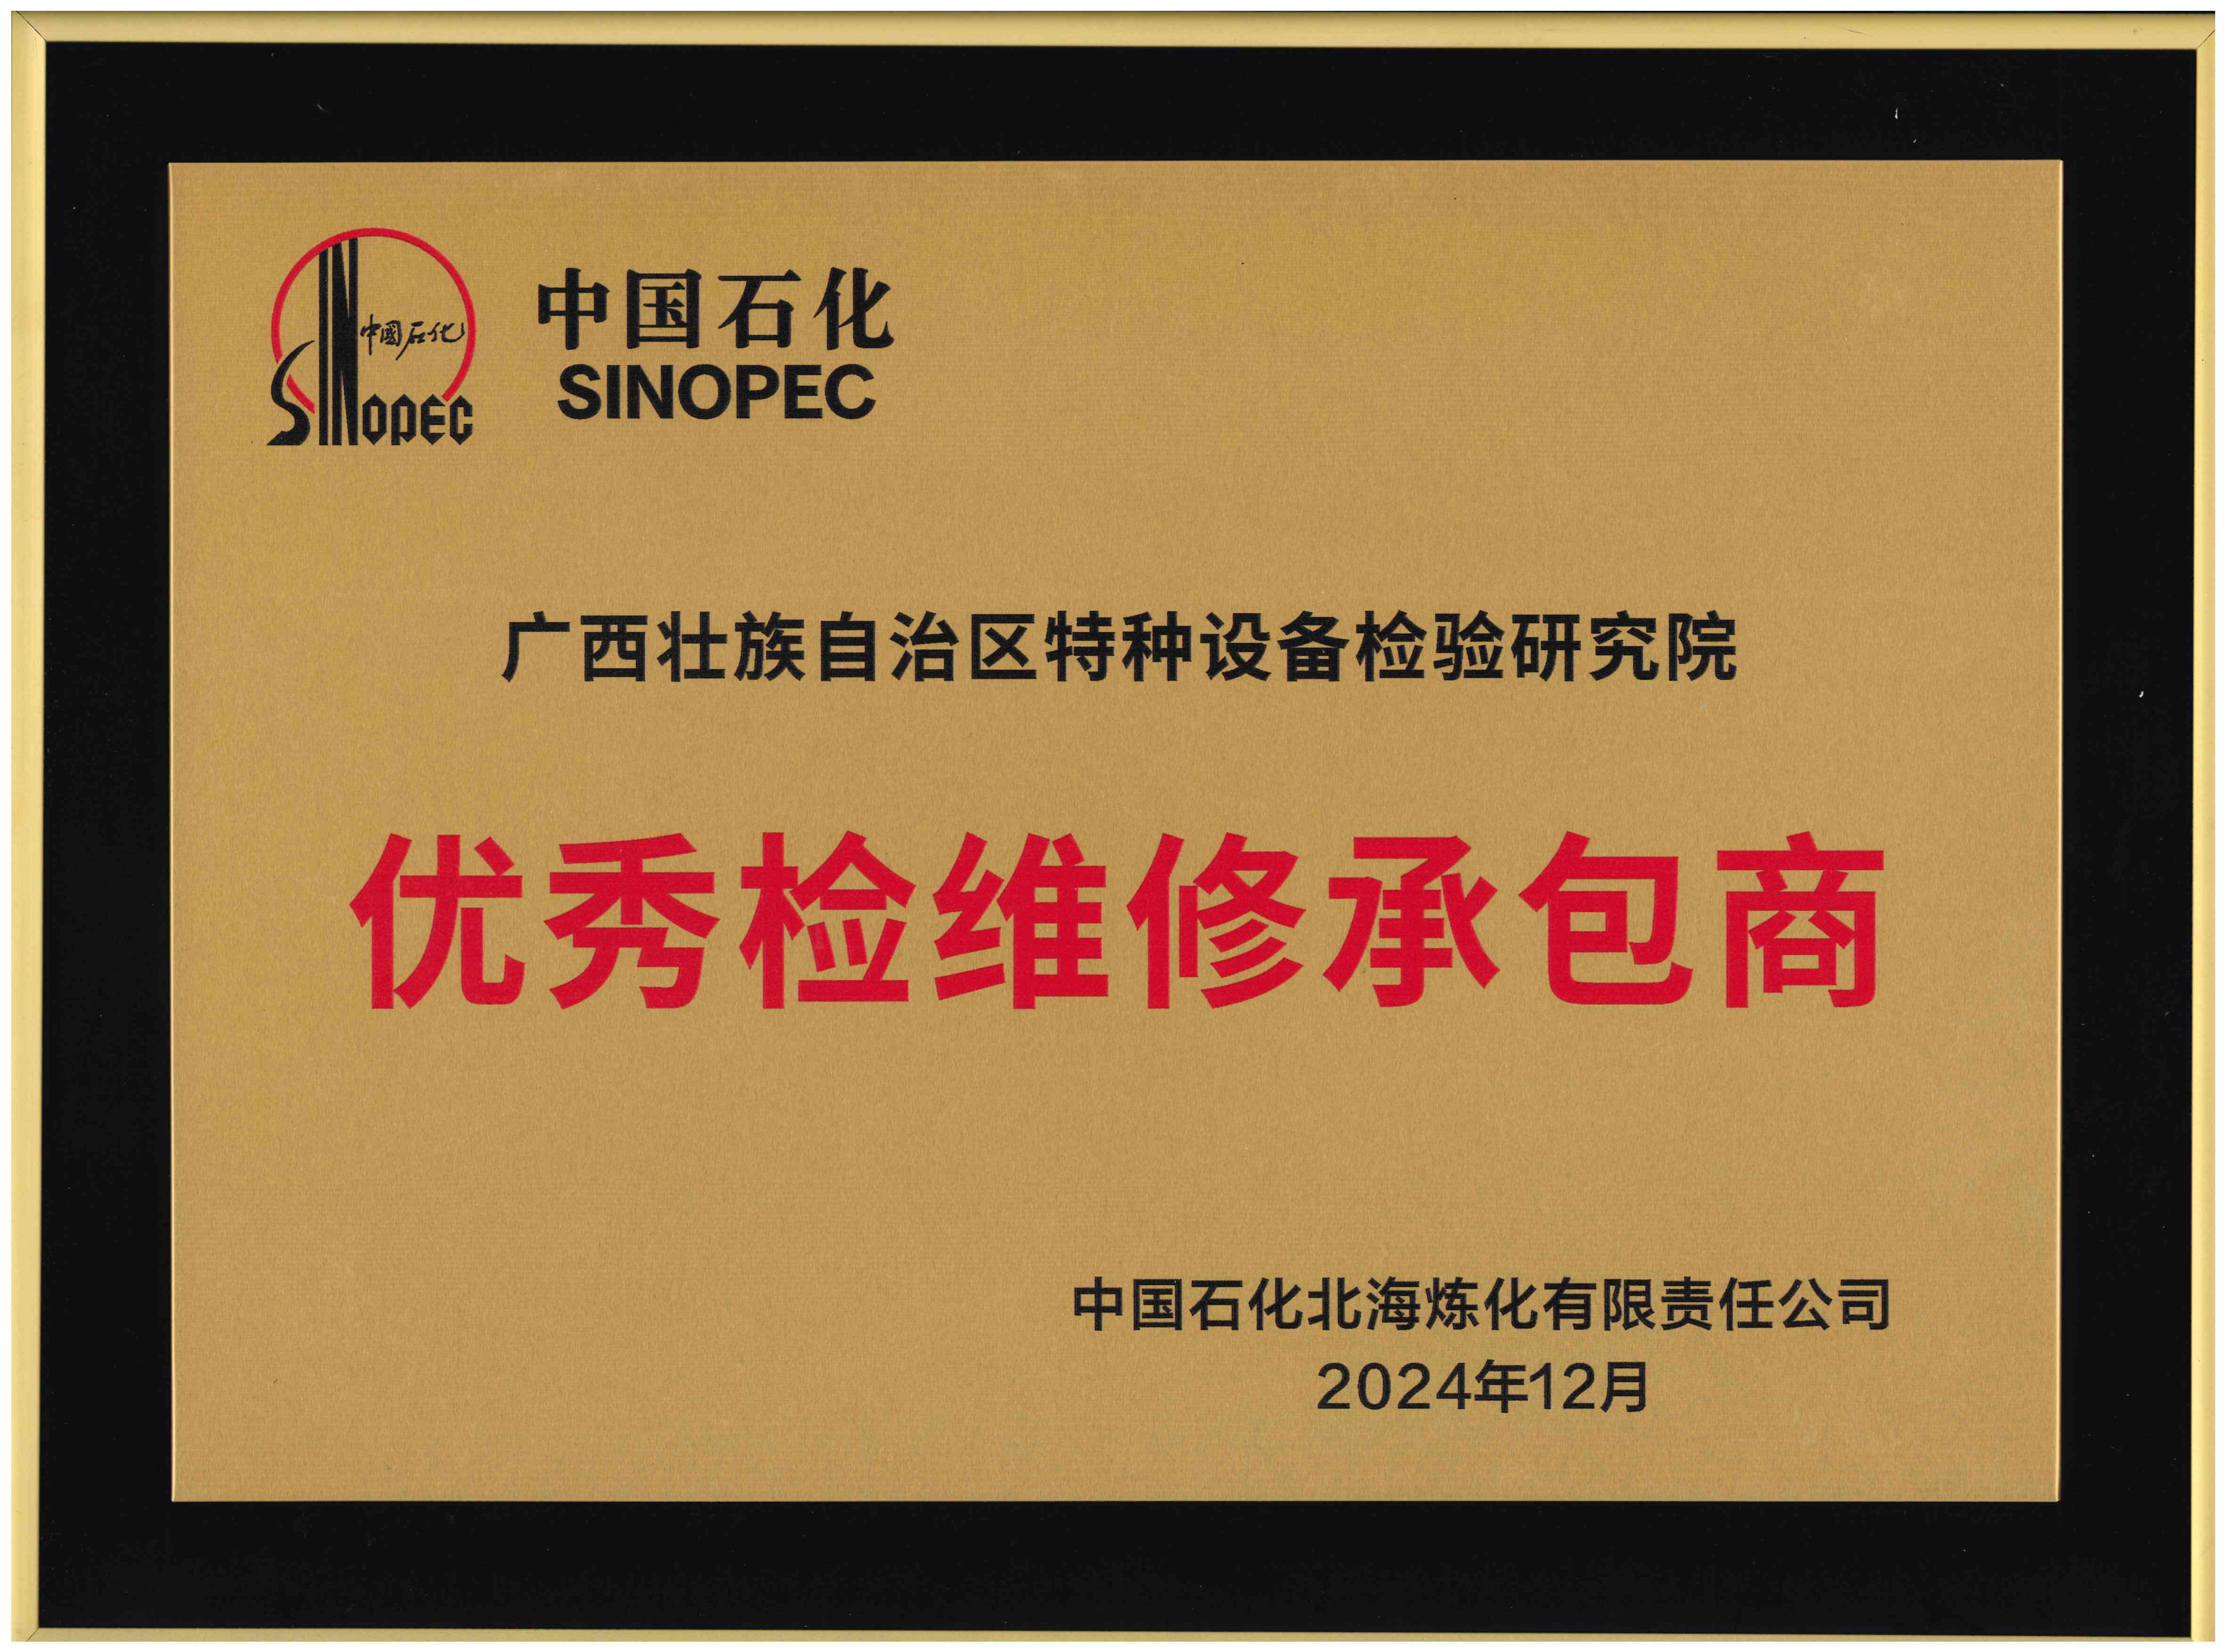 中國石化
SINOPEC
中国石化
SINOPEC
广西壮族自治区特种设备检验研究院
优秀检维修承包商
中国石化北海炼化有限责任公司
2024年12月